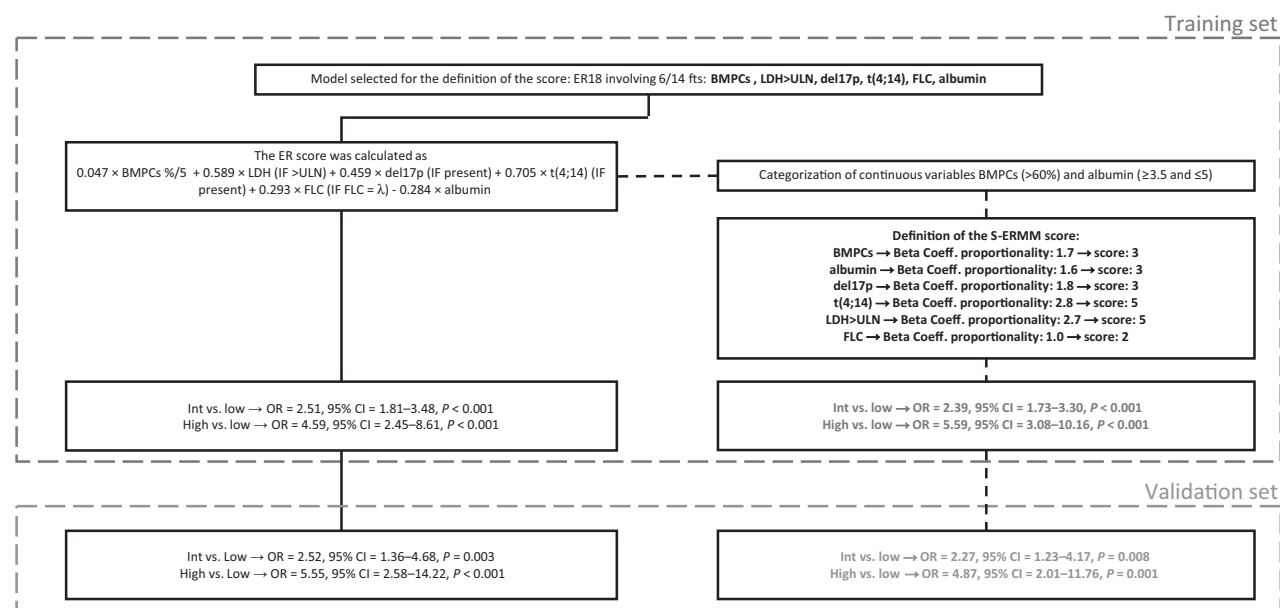 Training set
Model selected for the definition of the score: ER18 involving 6/14 fts: BMPCs , LDH>ULN, del17p, t(4;14), FLC, albumin
The ER score was calculated as
0.047 × BMPCs %/5 + 0.589 × LDH (IF >ULN) + 0.459 × del17p (IF present) + 0.705 × t(4;14) (IF
present) + 0.293 × FLC (IF FLC = λ) - 0.284 × albumin
Categorization of continuous variables BMPCs (>60%) and albumin (≥3.5 and ≤5)
Definition of the S-ERMM score:
BMPCs → Beta Coeff. proportionality: 1.7 → score: 3
albumin → Beta Coeff. proportionality: 1.6 → score: 3
del17p → Beta Coeff. proportionality: 1.8 → score: 3
t(4;14) → Beta Coeff. proportionality: 2.8 → score: 5
LDH>ULN → Beta Coeff. proportionality: 2.7 → score: 5
FLC → Beta Coeff. proportionality: 1.0 → score: 2
Int vs. low → OR = 2.51, 95% CI = 1.81–3.48, P < 0.001
High vs. low → OR = 4.59, 95% CI = 2.45–8.61, P < 0.001
Int vs. low → OR = 2.39, 95% CI = 1.73–3.30, P < 0.001
High vs. low → OR = 5.59, 95% CI = 3.08–10.16, P < 0.001
Validation set
Int vs. Low → OR = 2.52, 95% CI = 1.36–4.68, P = 0.003
High vs. Low → OR = 5.55, 95% CI = 2.58–14.22, P < 0.001
Int vs. low → OR = 2.27, 95% CI = 1.23–4.17, P = 0.008
High vs. low → OR = 4.87, 95% CI = 2.01–11.76, P = 0.001